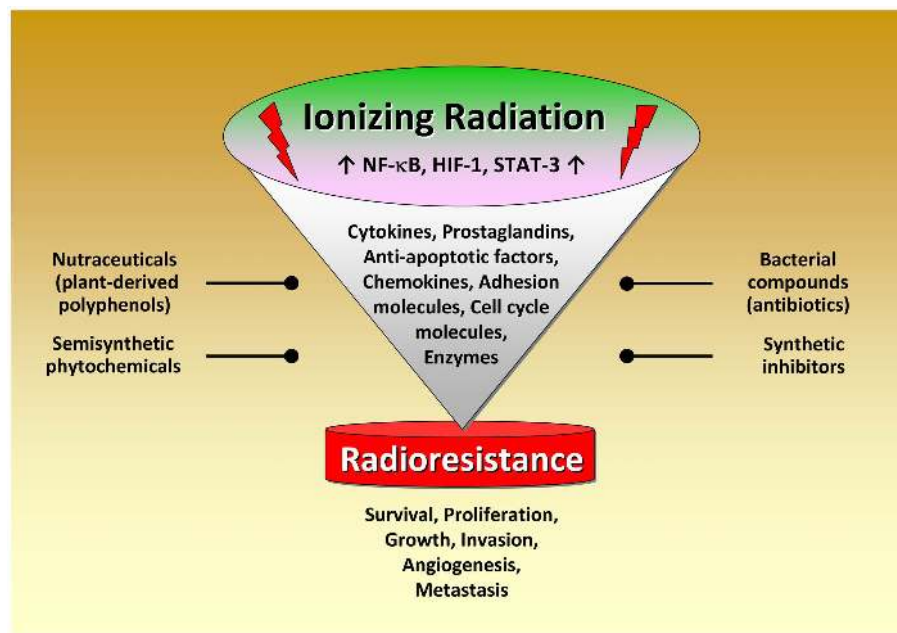 Ionizing Radiation
↑ NF-κB, HIF-1, STAT-3 ↑
Cytokines, Prostaglandins,
Anti-apoptotic factors,
Chemokines, Adhesion
molecules, Cell cycle
molecules,
Enzymes
Nutraceuticals
(plant-derived
polyphenols)
Semisynthetic
phytochemicals
Bacterial
compounds
(antibiotics)
Synthetic
inhibitors
Radioresistance
Survival, Proliferation,
Growth, Invasion,
Angiogenesis,
Metastasis